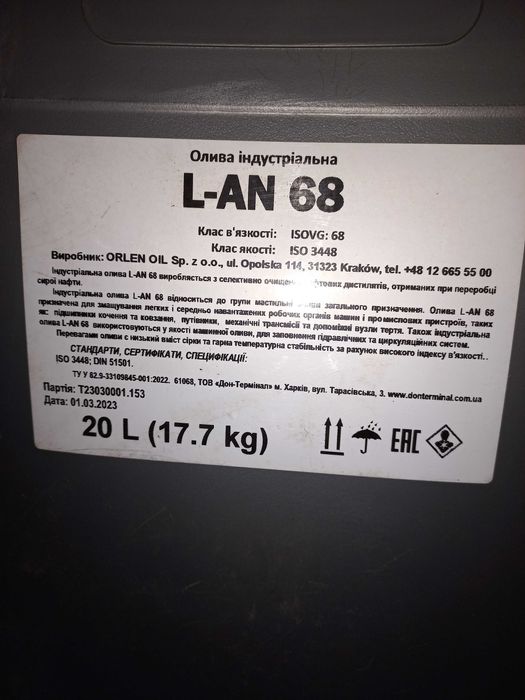 Олива індустріальна
L-AN 68
Клас в'язкості: ISOVG: 68
Клас якості: ISO 3448
Виробник: ORLEN OIL Sp. z o.o., ul. Opolska 114, 31323 Kraków, tel. +48 12 665 55 00
Індустріальна олива L-AN 68 виробляється з селективно очищених дистилятів, отриманих при переробці
сирої нафти.
Індустріальна олива L-AN 68 відноситься до групи мастильних загального призначення. Олива L-AN 68
призначена для змащування легких і середньо навантажених робочих органів машин і промислових пристроїв, таких
як: підшипники кочення та ковзання, путівники, механічні трансмісії та допоміжні вузли тертя. Також індустріальна
олива L-AN 68 використовуються у якості машинної оливи, для заповнення гідравлічних та циркуляційних систем.
Перевагами оливи є низький вміст сірки та гарна температурна стабільність за рахунок високого індексу в'язкості..
СТАНДАРТИ, СЕРТИФІКАТИ, СПЕЦИФІКАЦІЇ:
ISO 3448; DIN 51501.
ТУ У 62.9-33109845-001:2022. 61068, ТОВ «Дон-Термінал» м. Харків, вул. Тарасівська, 3. www.donterminal.com.ua
Партія: T23030001.153
Дата: 01.03.2023
20 L (17.7 kg)
EAC